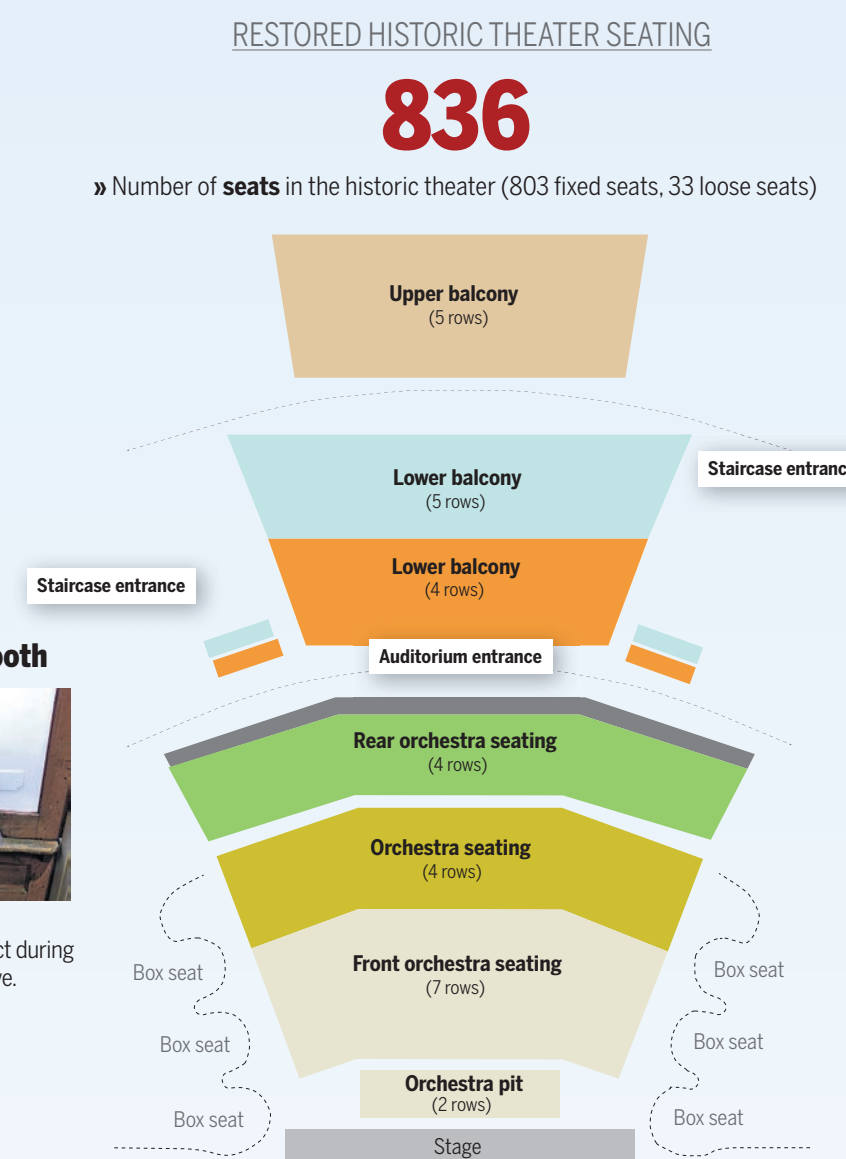 RESTORED HISTORIC THEATER SEATING
836
» Number of seats in the historic theater (803 fixed seats, 33 loose seats)
Upper balcony
(5 rows)
Lower balcony
(5 rows)
Staircase entranc
Lower balcony
(4 rows)
Staircase entrance
ooth
Auditorium entrance
Rear orchestra seating
(4 rows)
Orchestra seating
(4 rows)
ct during
e.
Front orchestra seating
(7 rows)
Box seat
Box seat
Box seat
Box seat
Box seat
Box seat
Orchestra pit
(2 rows)
Stage